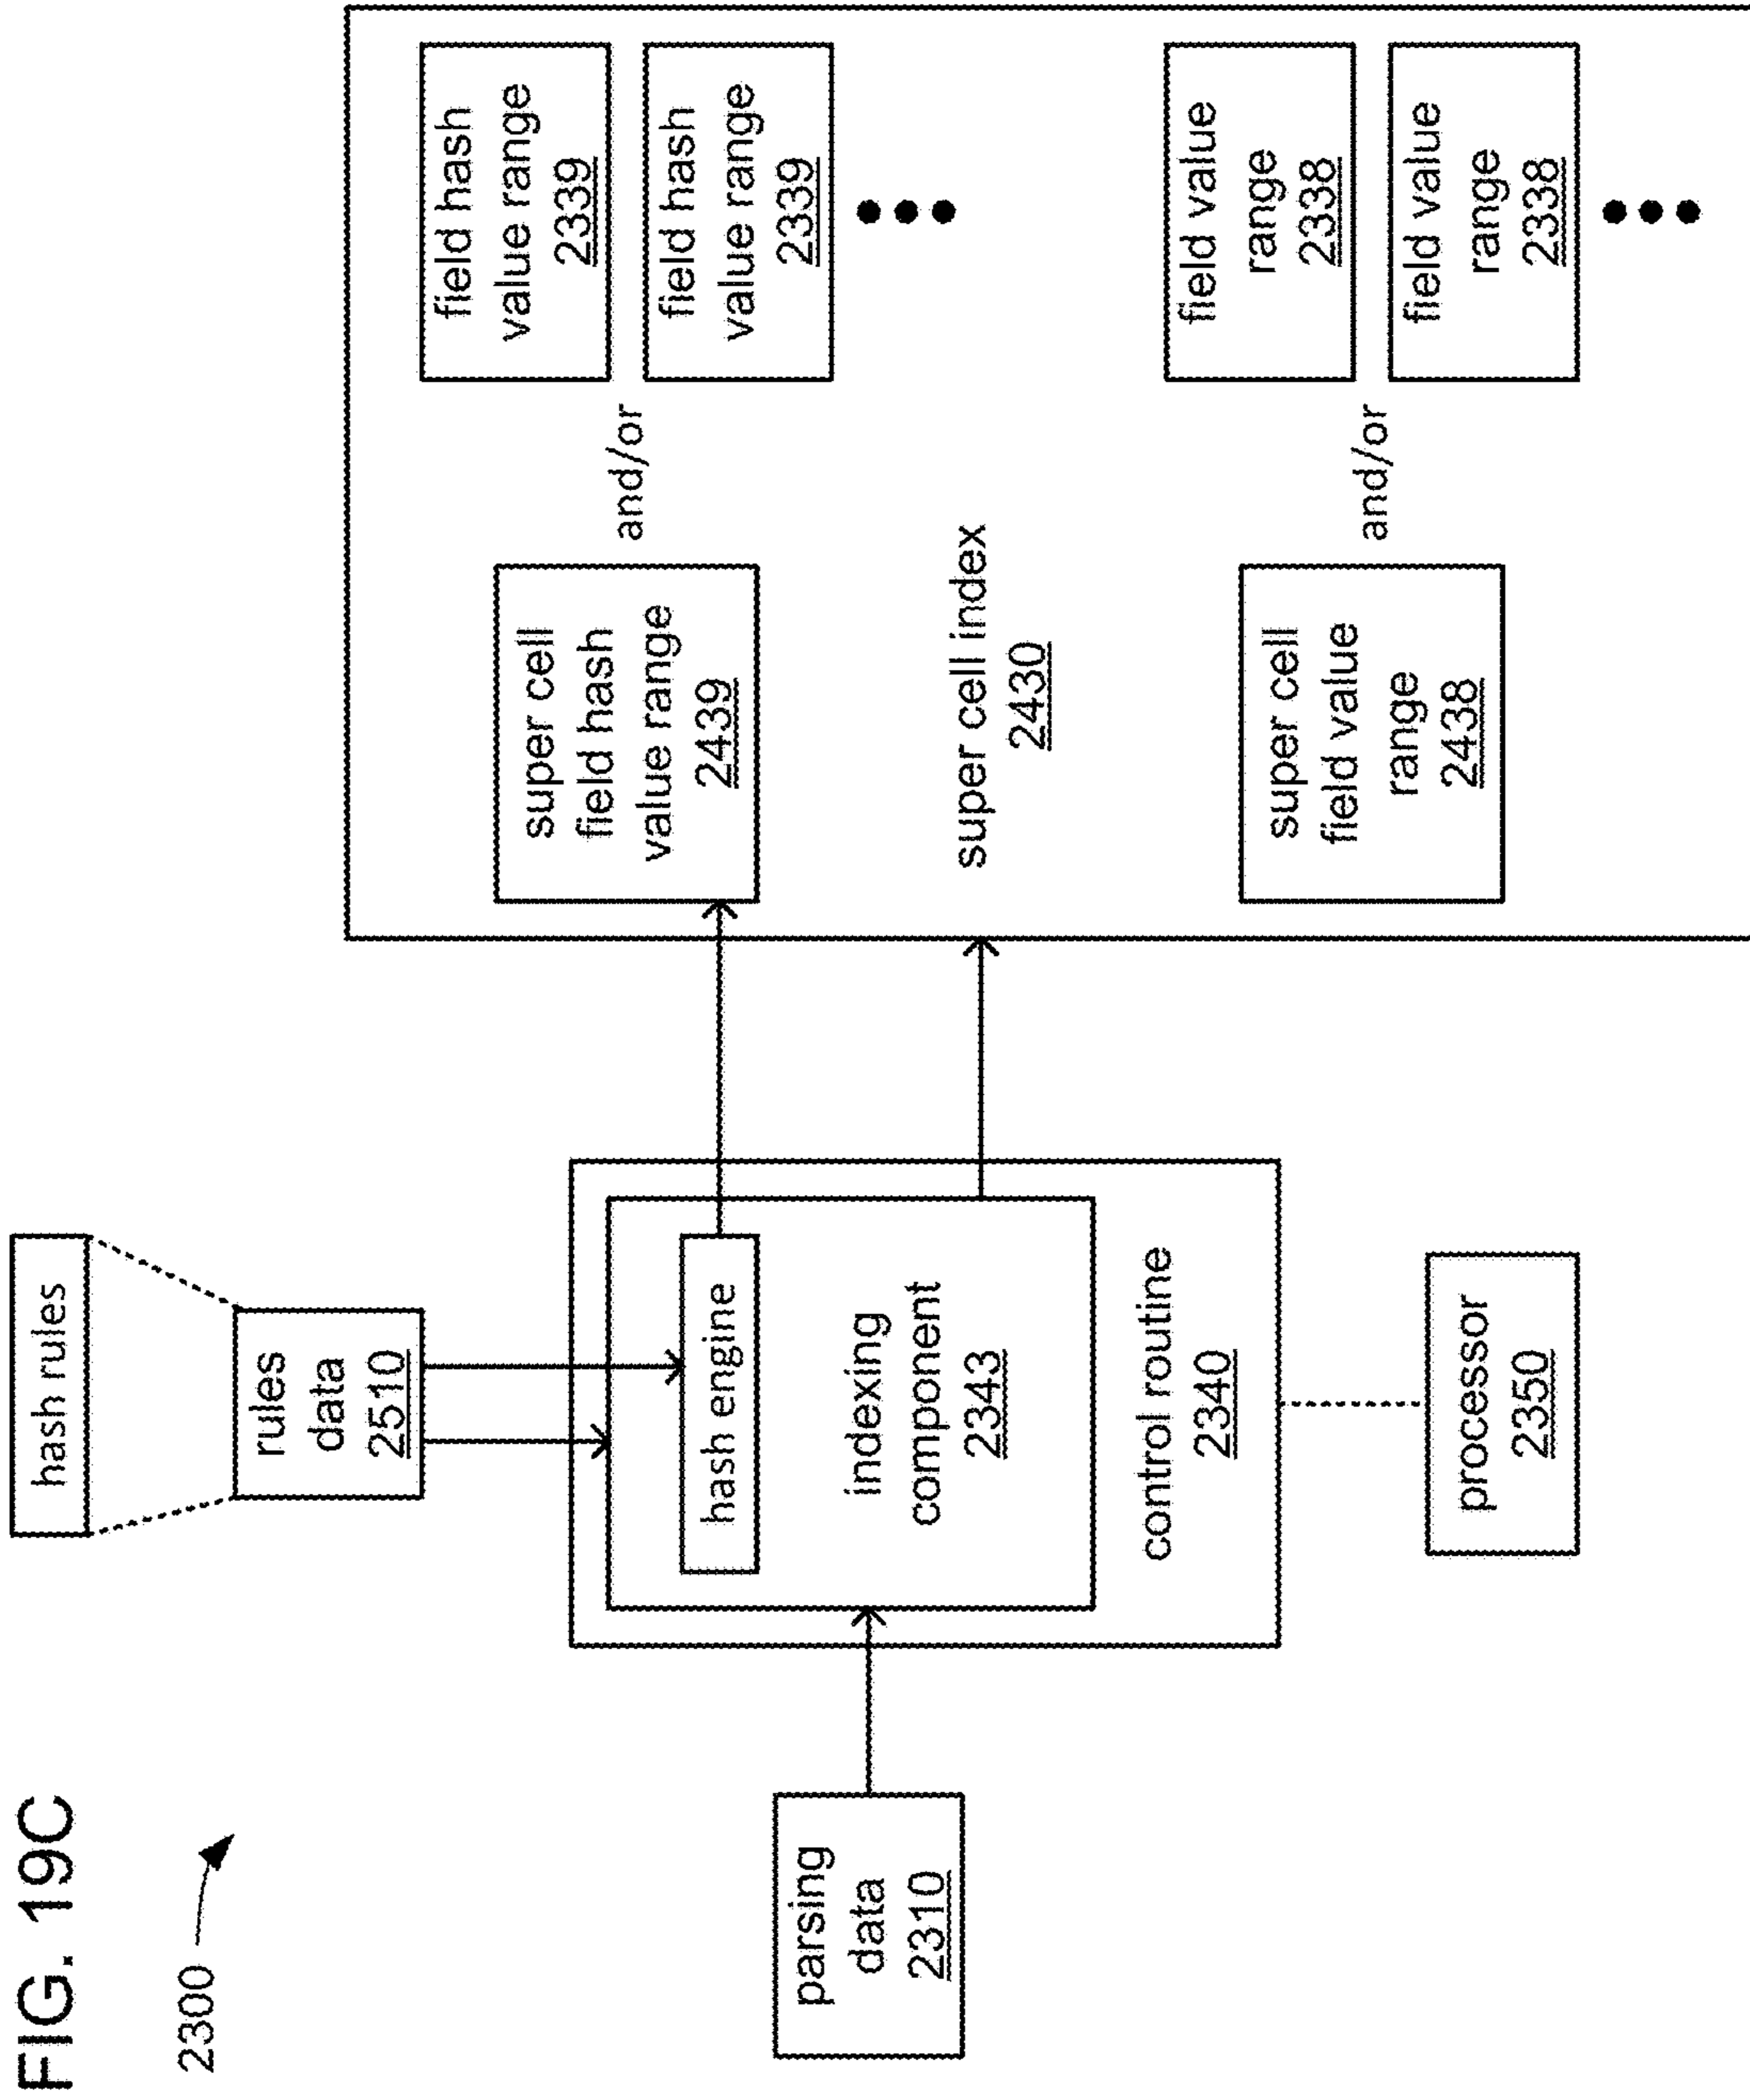 FIG. 19C
2300
hash rules
rules
data
2510
parsing
data
2310
hash engine
indexing
component
2343
control routine
2340
processor
2350
super cell
field hash
value range
2439
and/or
field hash
value range
2339
field hash
value range
2339
super cell index
2430
super cell
field value
range
2438
and/or
field value
range
2338
field value
range
2338